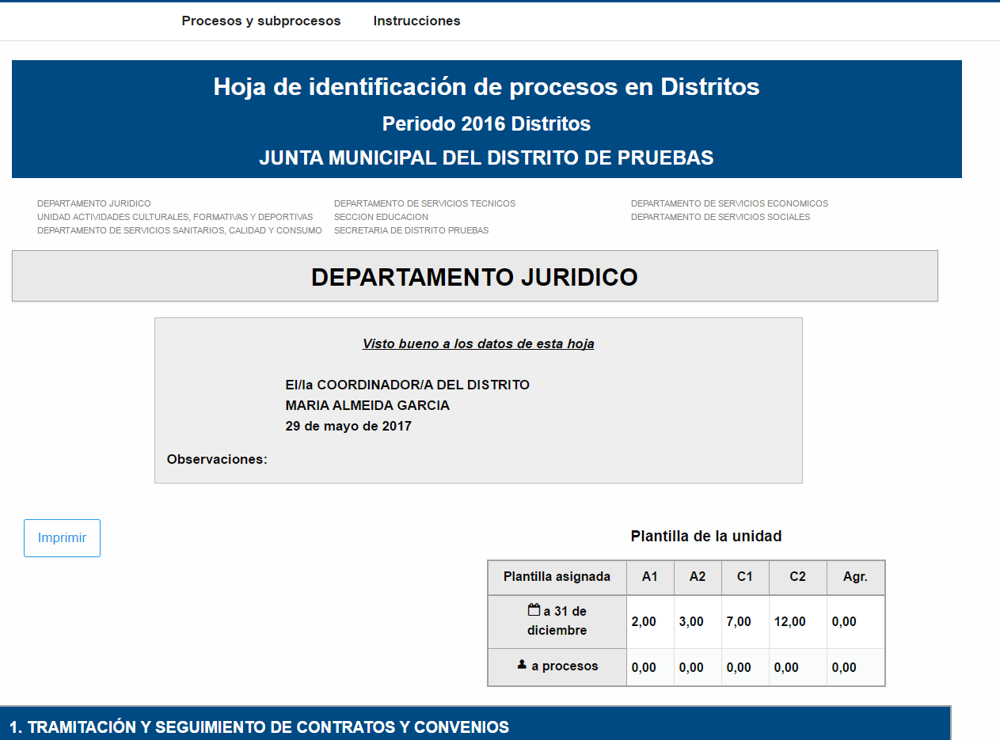 Procesos y subprocesos Instrucciones
Hoja de identificación de procesos en Distritos
Periodo 2016 Distritos
JUNTA MUNICIPAL DEL DISTRITO DE PRUEBAS
DEPARTAMENTO JURIDICO DEPARTAMENTO DE SERVICIOS TECNICOS DEPARTAMENTO DE SERVICIOS ECONOMICOS
UNIDAD ACTIVIDADES CULTURALES, FORMATIVAS Y DEPORTIVAS SECCION EDUCACION DEPARTAMENTO DE SERVICIOS SOCIALES
DEPARTAMENTO DE SERVICIOS SANITARIOS, CALIDAD Y CONSUMO SECRETARIA DE DISTRITO PRUEBAS
DEPARTAMENTO JURIDICO
Visto bueno a los datos de esta hoja
El/la COORDINADOR/A DEL DISTRITO
MARIA ALMEIDA GARCIA
29 de mayo de 2017
Observaciones:
Imprimir
Plantilla de la unidad
Plantilla asignada A1 A2 C1 C2 Agr.
a 31 de
diciembre
2,00 3,00 7,00 12,00 0,00
a procesos 0,00 0,00 0,00 0,00 0,00
1. TRAMITACIÓN Y SEGUIMIENTO DE CONTRATOS Y CONVENIOS